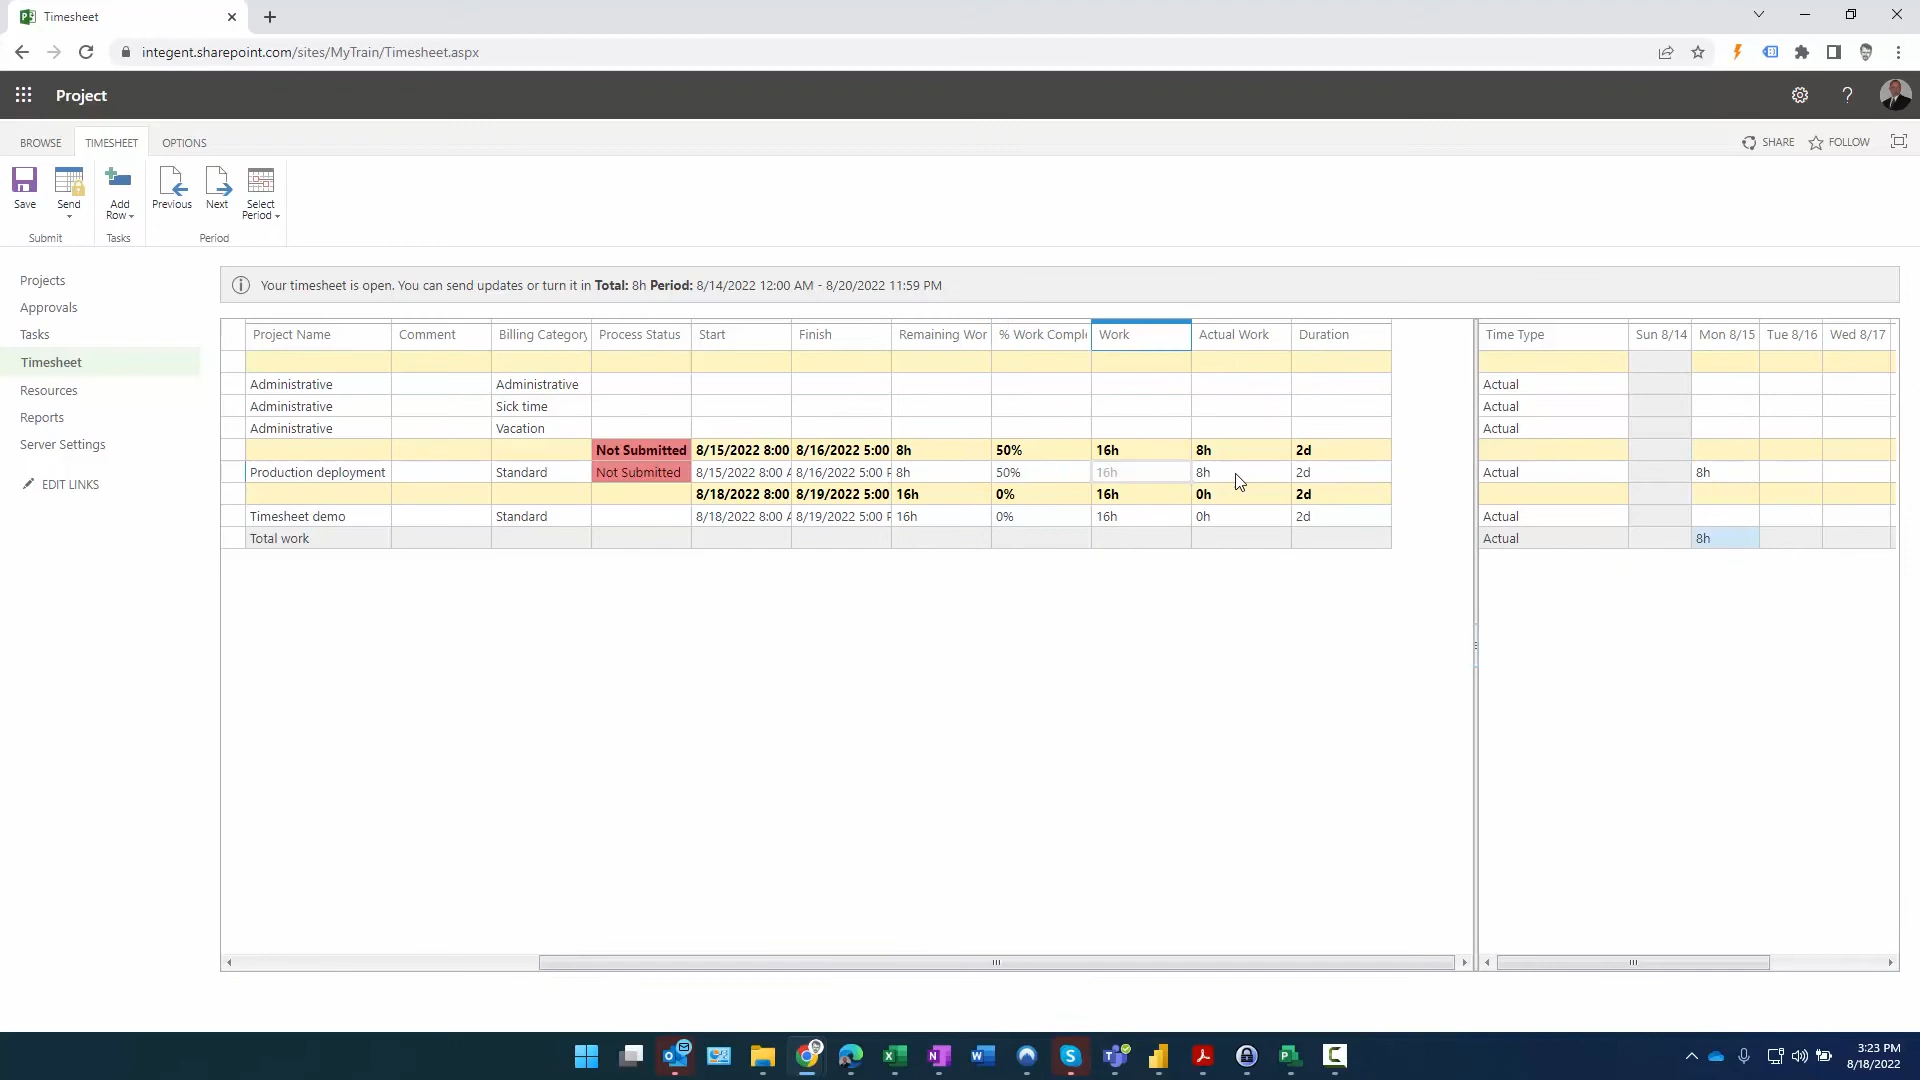 Timesheet
integent.sharepoint.com/sites/MyTrain/Timesheet.aspx
Project
BROWSE TIMESHEET OPTIONS SHARE FOLLOW
Save Send Add Row Previous Next Select Period
Submit Tasks Period
Projects
Approvals
Tasks
Timesheet
Resources
Reports
Server Settings
EDIT LINKS
Your timesheet is open. You can send updates or turn it in Total: 8h Period: 8/14/2022 12:00 AM - 8/20/2022 11:59 PM
Project Name Comment Billing Category Process Status Start Finish Remaining Wor % Work Comple Work Actual Work Duration Time Type Sun 8/14 Mon 8/15 Tue 8/16 Wed 8/17
Administrative Administrative Actual
Administrative Sick time Actual
Administrative Vacation Actual
Not Submitted 8/15/2022 8:00 8/16/2022 5:00 8h 50% 16h 8h 2d
Production deployment Standard Not Submitted 8/15/2022 8:00 A 8/16/2022 5:00 P 8h 50% 16h 8h 2d Actual 8h
8/18/2022 8:00 8/19/2022 5:00 16h 0% 16h 0h 2d
Timesheet demo Standard 8/18/2022 8:00 A 8/19/2022 5:00 P 16h 0% 16h 0h 2d Actual
Total work Actual 8h
3:23 PM
8/18/2022